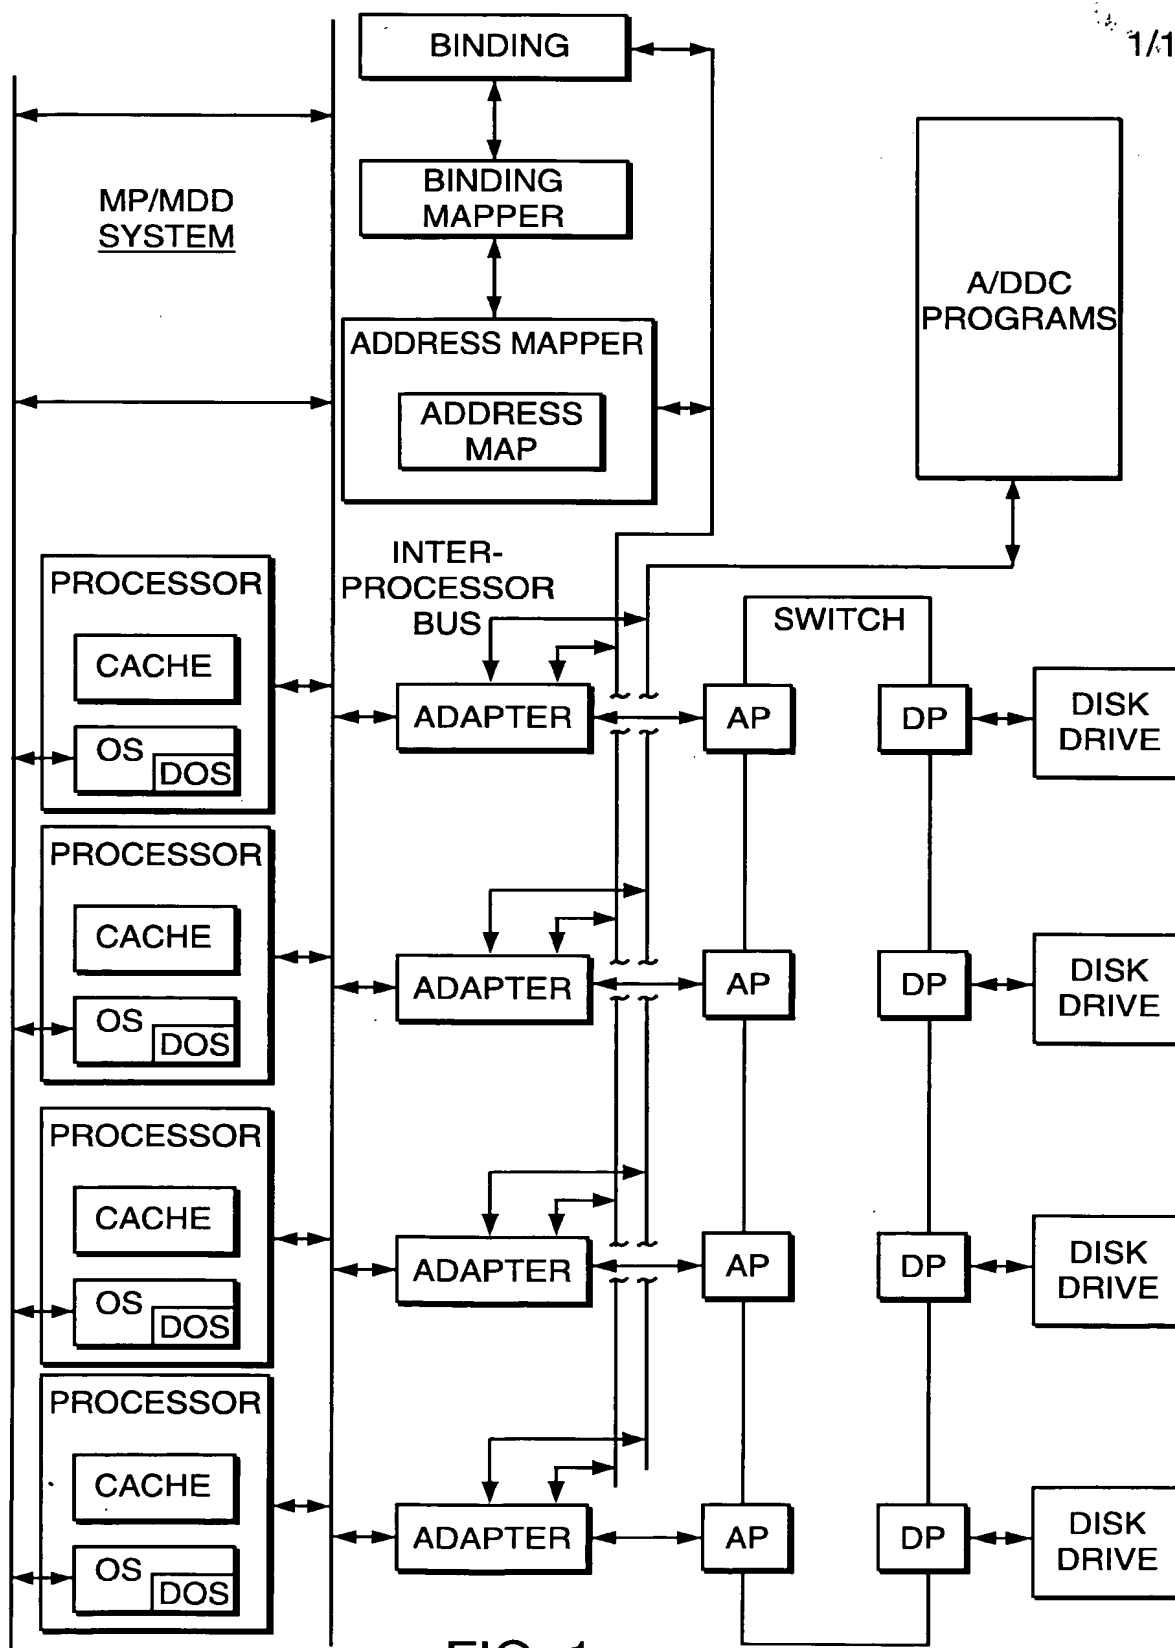 1/1
BINDING
BINDING
MAPPER
MP/MDD
SYSTEM
A/DDC
PROGRAMS
ADDRESS MAPPER
ADDRESS
MAP
INTER-
PROCESSOR
BUS
PROCESSOR
CACHE
OS
DOS
ADAPTER
SWITCH
AP
DP
DISK
DRIVE
PROCESSOR
CACHE
OS
DOS
ADAPTER
AP
DP
DISK
DRIVE
PROCESSOR
CACHE
OS
DOS
ADAPTER
AP
DP
DISK
DRIVE
PROCESSOR
CACHE
OS
DOS
ADAPTER
AP
DP
DISK
DRIVE
FIG. 1